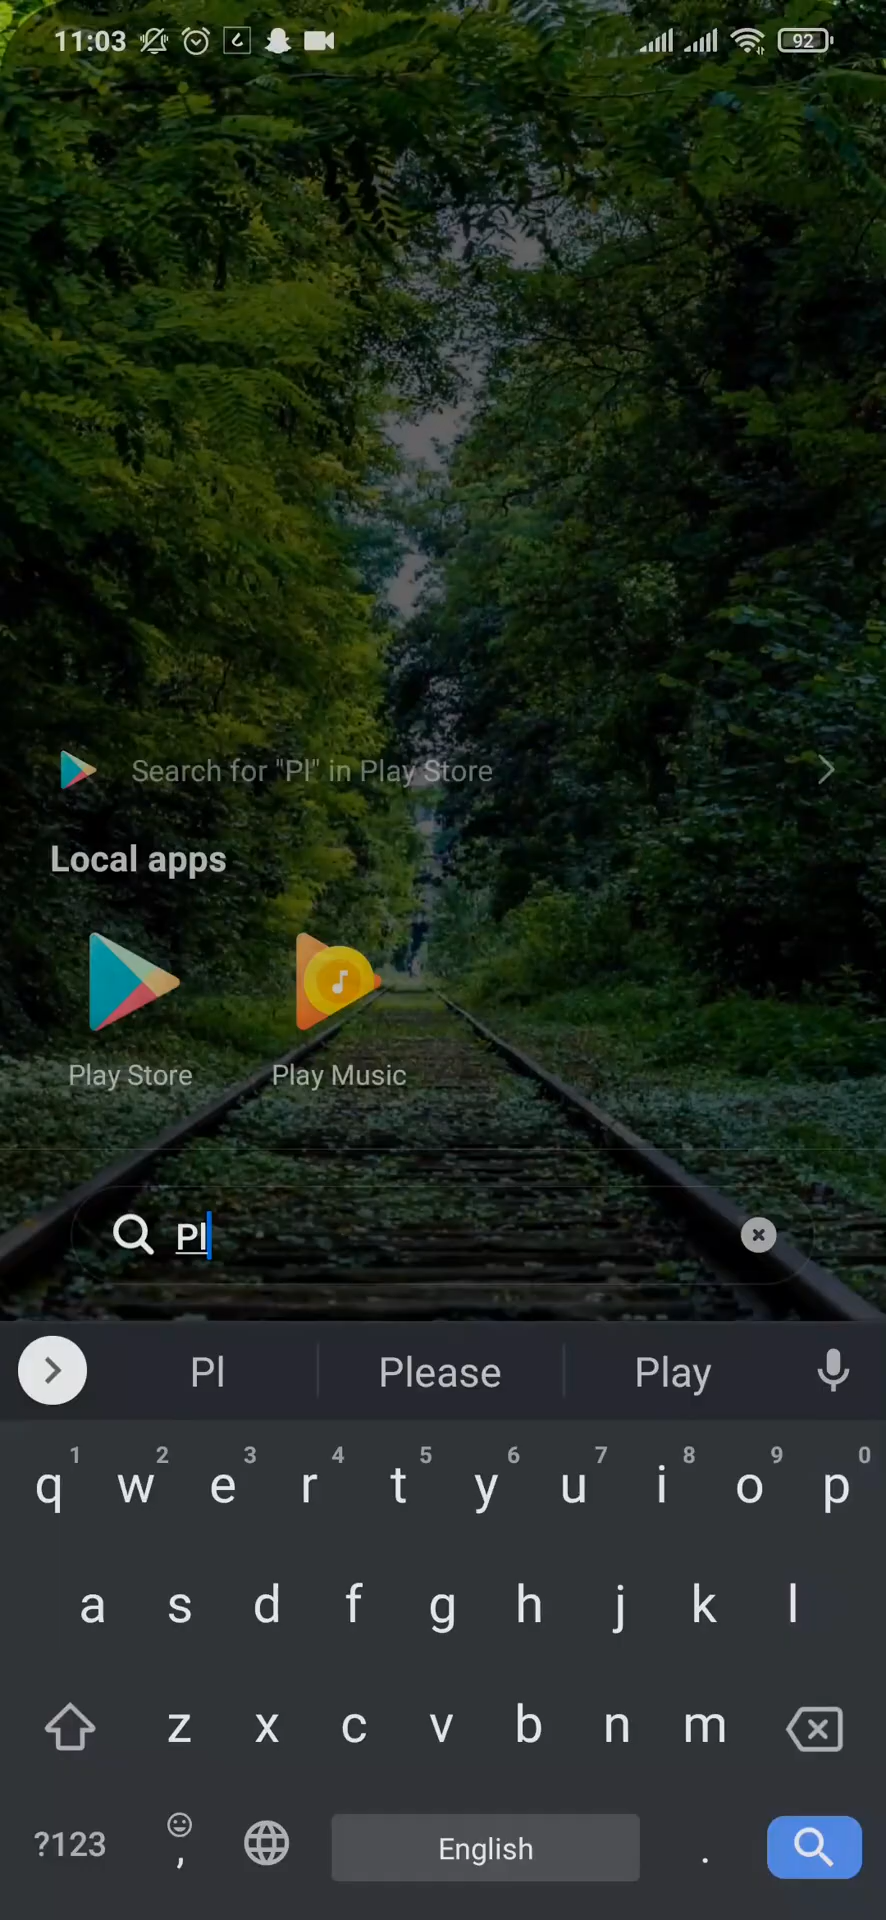 11:03 92
Search for "Pl" in Play Store
Local apps
Play Store Play Music
Pl
Pl Please Play
1 2 3 4 5 6 7 8 9 0
q w e r t y u i o p
a s d f g h j k l
z x c v b n m
?123 , English .